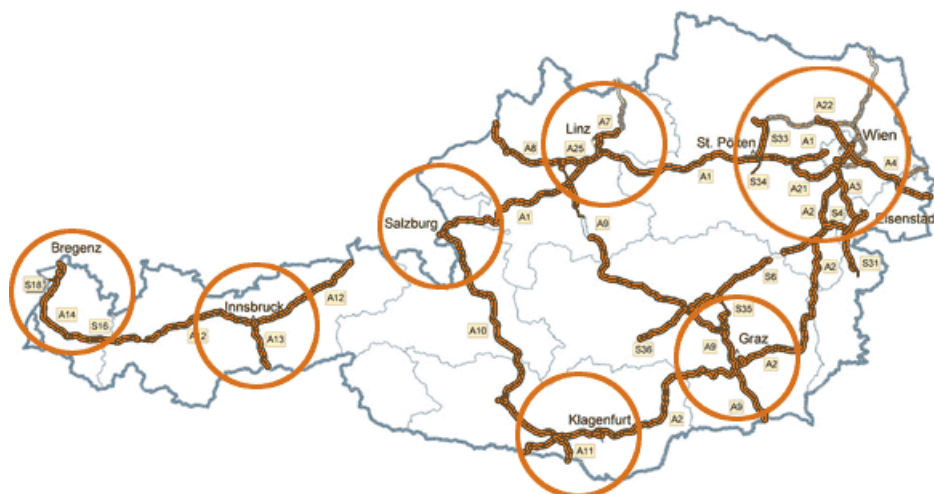 A7
A22
Linz
S33
A1
Wien
A8
A25
St. Pölten
A4
A1
S34
A21
A3
A1
A2
S4
Salzburg
A9
Eisenstadt
Bregenz
S6
A2
S31
S18
A12
Innsbruck
A14
S16
A12
A13
A10
S35
S36
A9
Graz
A2
Klagenfurt
A2
A9
A11